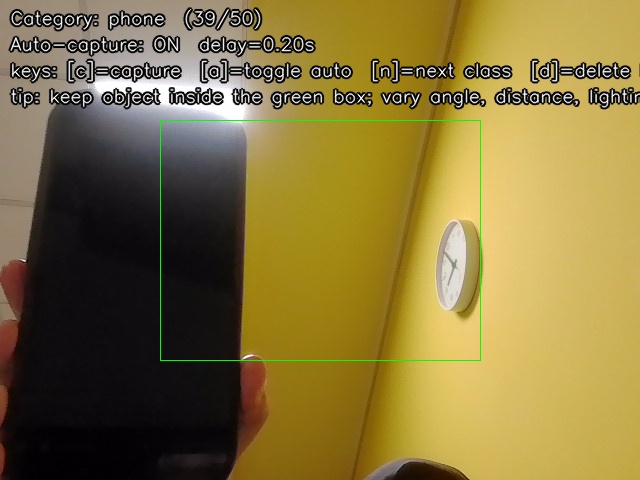 Category: phone (39/50)
Auto-capture: ON delay=0.20s
keys: [c]=capture [a]=toggle auto [n]=next class [d]=delete
tip: keep object inside the green box; vary angle, distance,